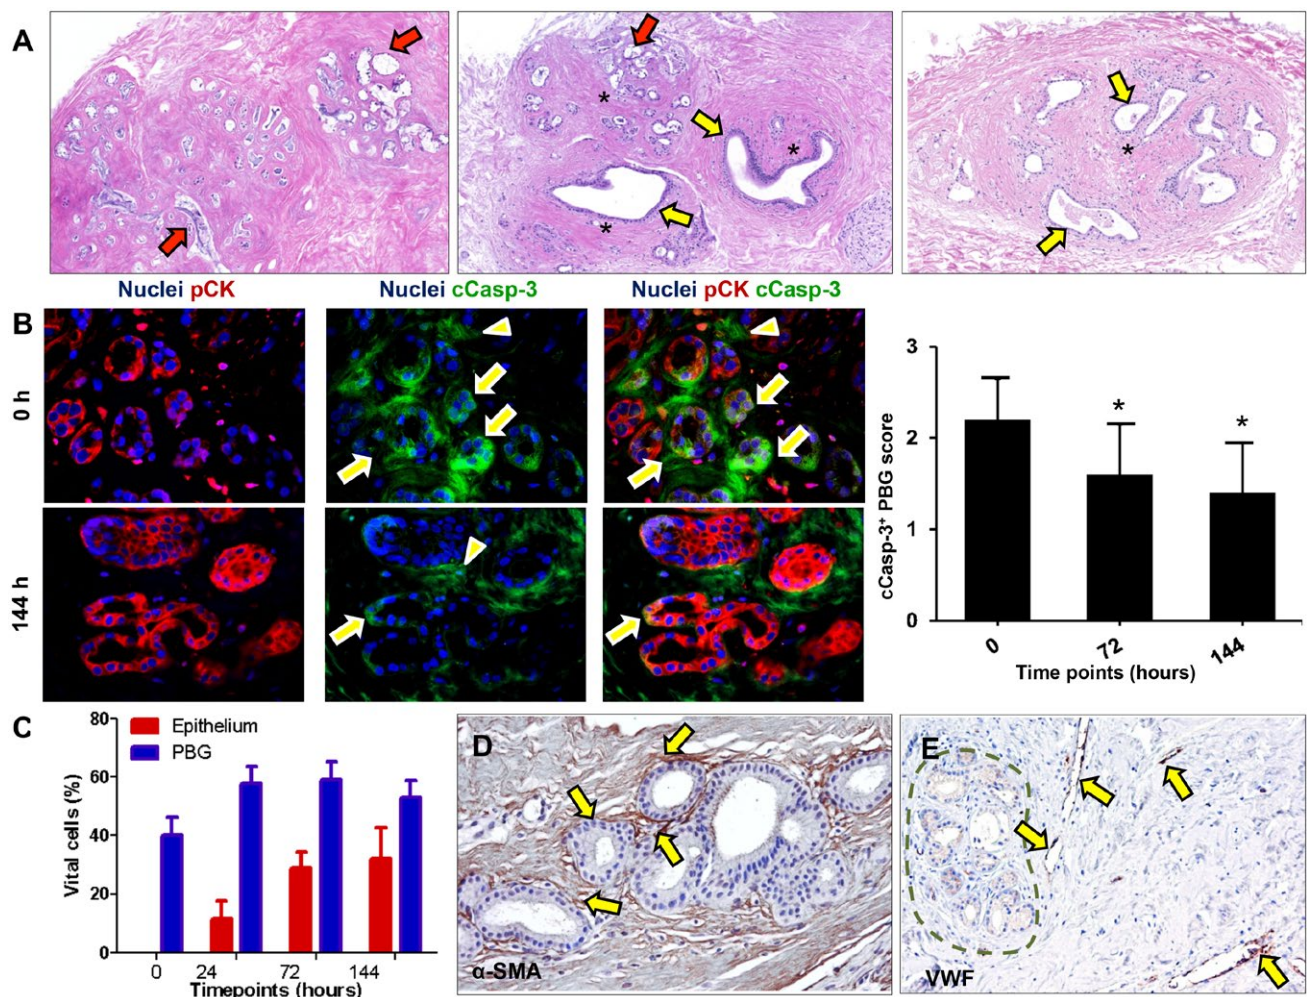 A
*
*
*
*
Nuclei pCK
Nuclei cCasp-3
Nuclei pCK cCasp-3
B
0 h
144 h
cCasp-3⁺ PBG score
3
2
1
0
*
*
0
72
144
Time points (hours)
C
Epithelium
PBG
Vital cells (%)
80
60
40
20
0
0
24
72
144
Timepoints (hours)
D
α-SMA
E
VWF